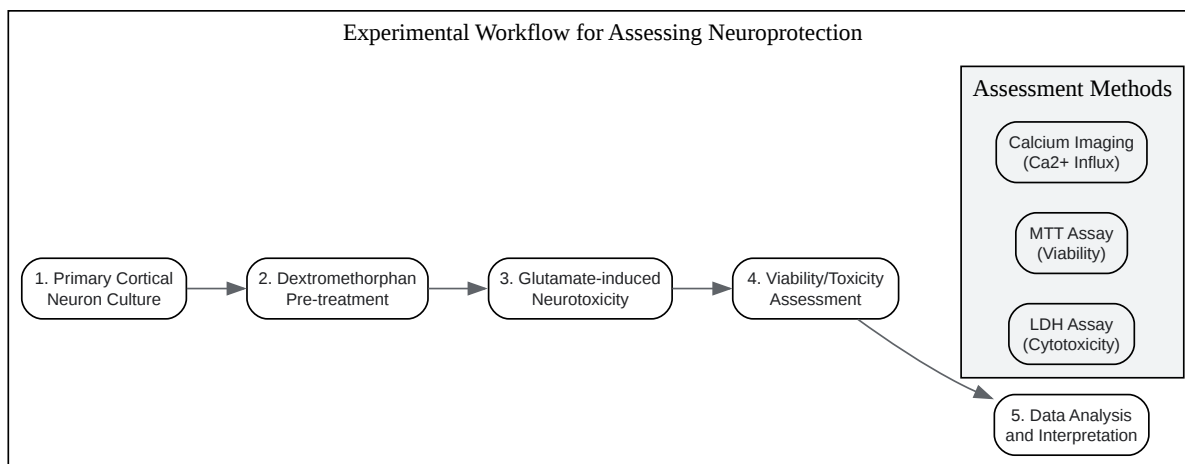 Experimental Workflow for Assessing Neuroprotection
Assessment Methods
Calcium Imaging
(Ca2+ Influx)
MTT Assay
(Viability)
LDH Assay
(Cytotoxicity)
1. Primary Cortical
Neuron Culture
2. Dextromethorphan
Pre-treatment
3. Glutamate-induced
Neurotoxicity
4. Viability/Toxicity
Assessment
5. Data Analysis
and Interpretation